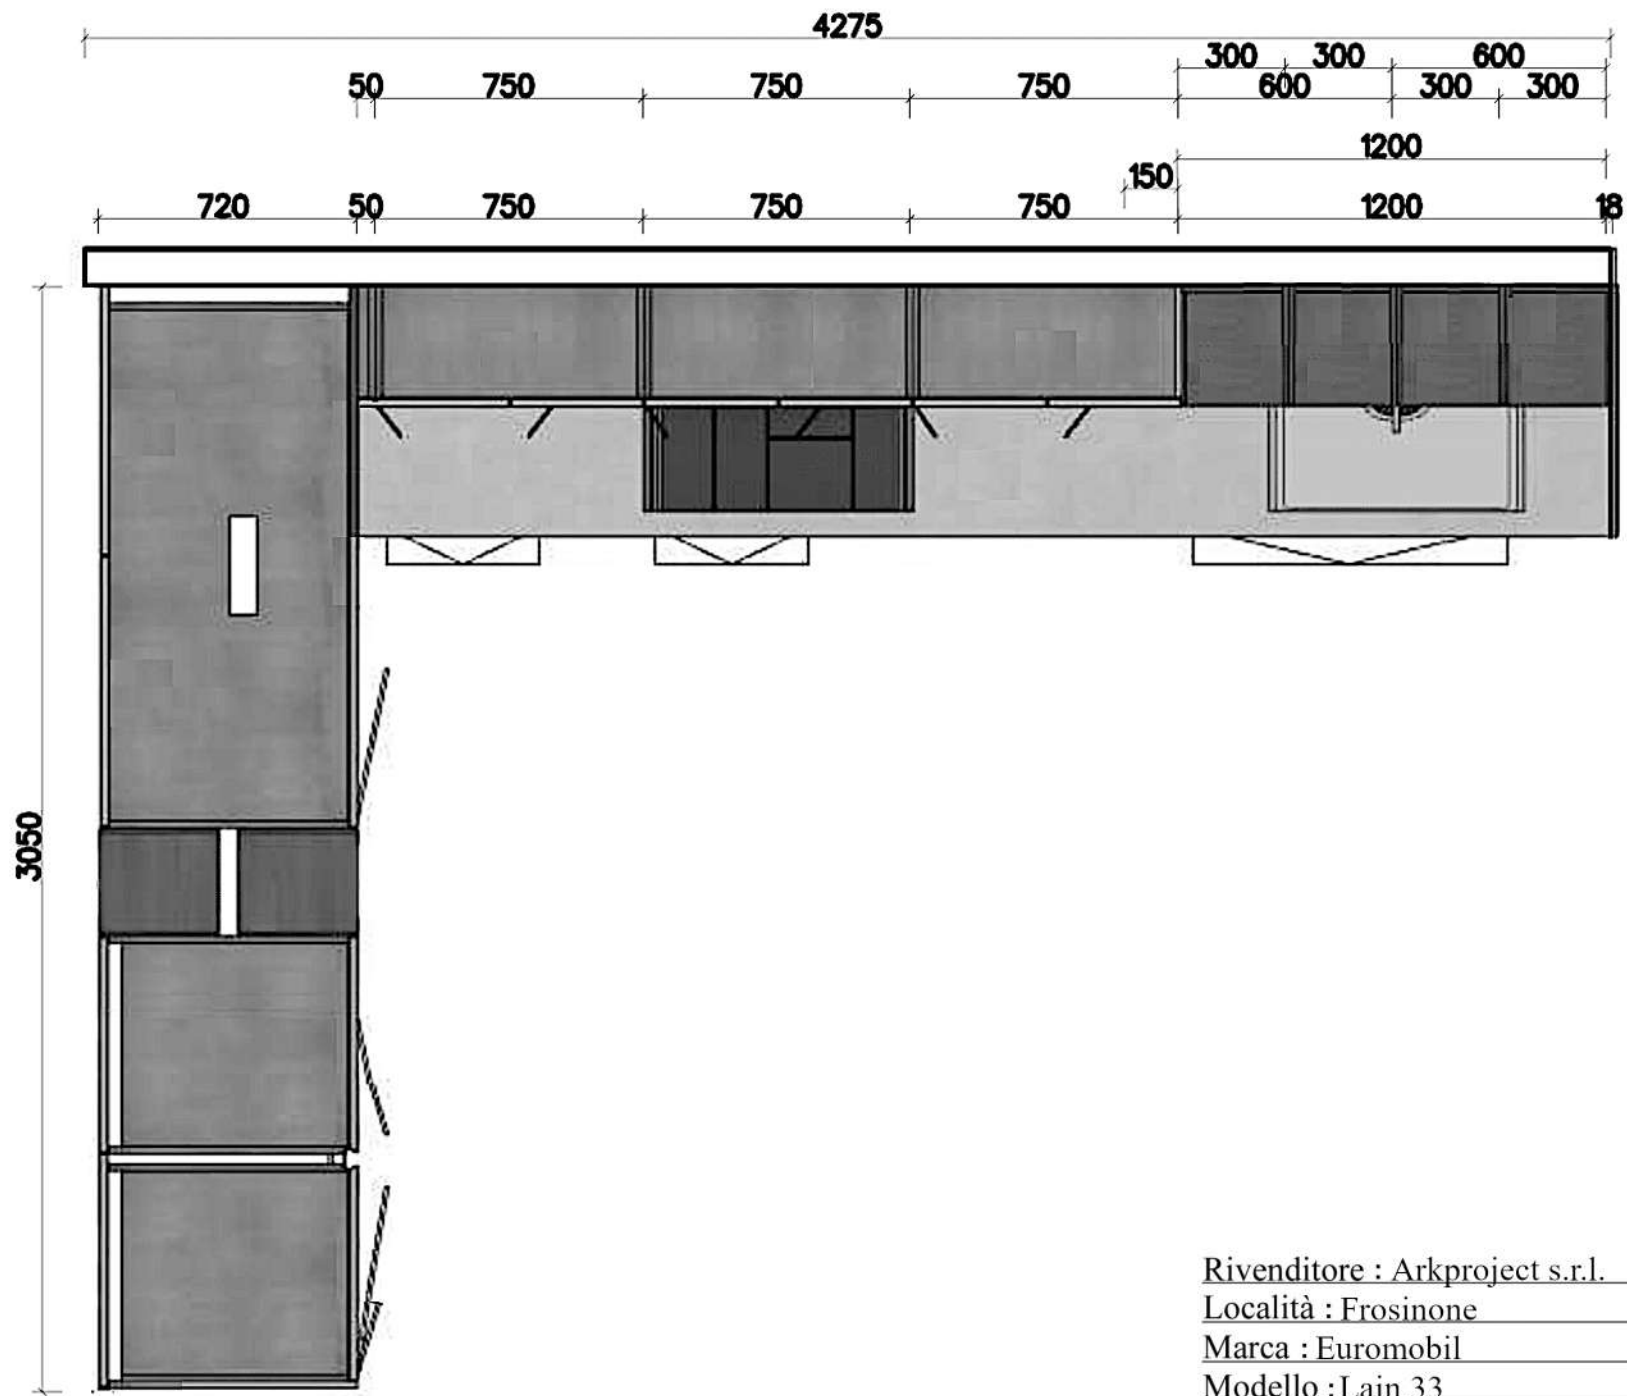 4275
300 300 600
50 750 750 750 600 300 300
1200
150
720 50 750 750 750 1200 18
3050
Rivenditore : Arkproject s.r.l.
Località : Frosinone
Marca : Euromobil
Modello : Lain 33